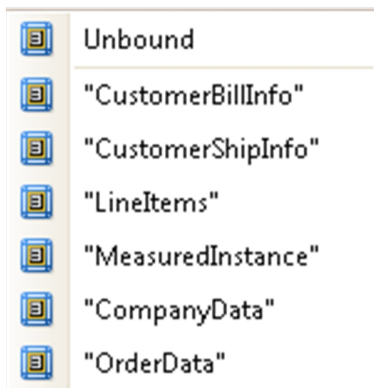 Unbound
"CustomerBillInfo"
"CustomerShipInfo"
"LineItems"
"MeasuredInstance"
"CompanyData"
"OrderData"